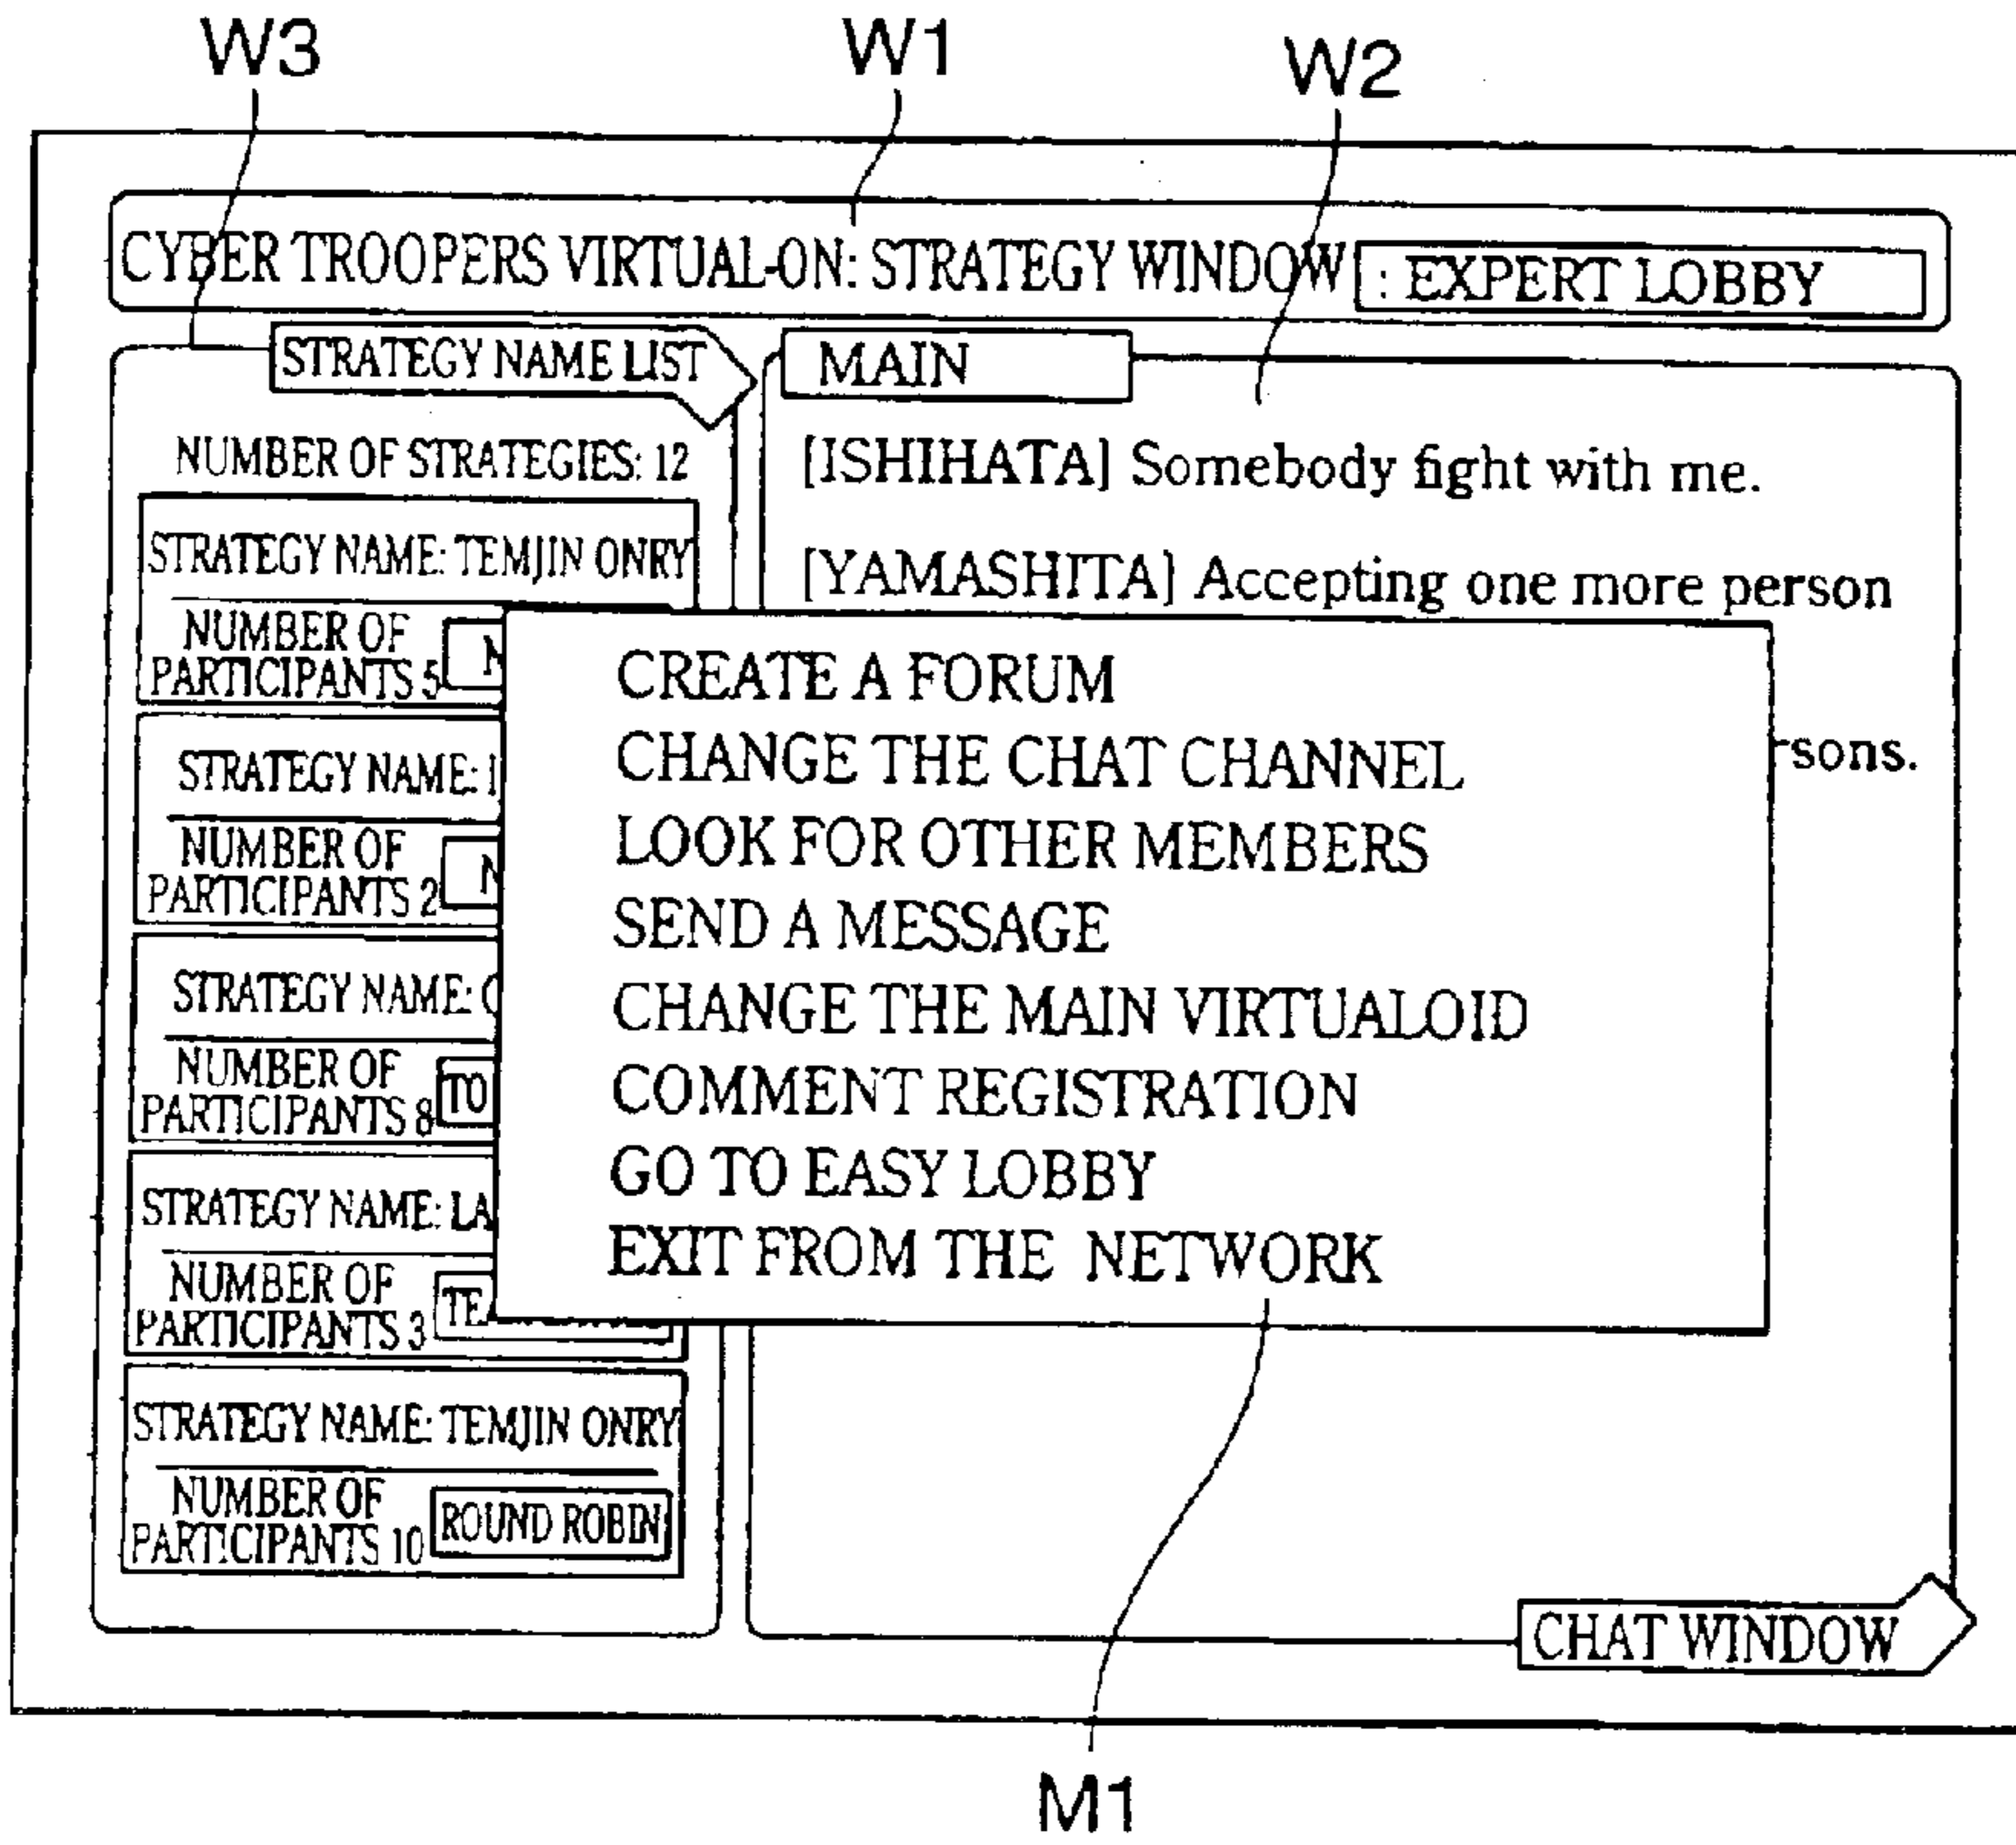 W3 W1 W2
CYBER TROOPERS VIRTUAL-ON: STRATEGY WINDOW : EXPERT LOBBY
STRATEGY NAME LIST
NUMBER OF STRATEGIES: 12
STRATEGY NAME: TEMJIN ONRY
NUMBER OF
PARTICIPANTS 5
STRATEGY NAME:
NUMBER OF
PARTICIPANTS 2
STRATEGY NAME:
NUMBER OF
PARTICIPANTS 8 TO
STRATEGY NAME: LA
NUMBER OF
PARTICIPANTS 3 TE
STRATEGY NAME: TEMJIN ONRY
NUMBER OF
PARTICIPANTS 10 ROUND ROBIN
MAIN
[ISHIHATA] Somebody fight with me.
[YAMASHITA] Accepting one more person
rsons.
CREATE A FORUM
CHANGE THE CHAT CHANNEL
LOOK FOR OTHER MEMBERS
SEND A MESSAGE
CHANGE THE MAIN VIRTUALOID
COMMENT REGISTRATION
GO TO EASY LOBBY
EXIT FROM THE NETWORK
CHAT WINDOW
M1